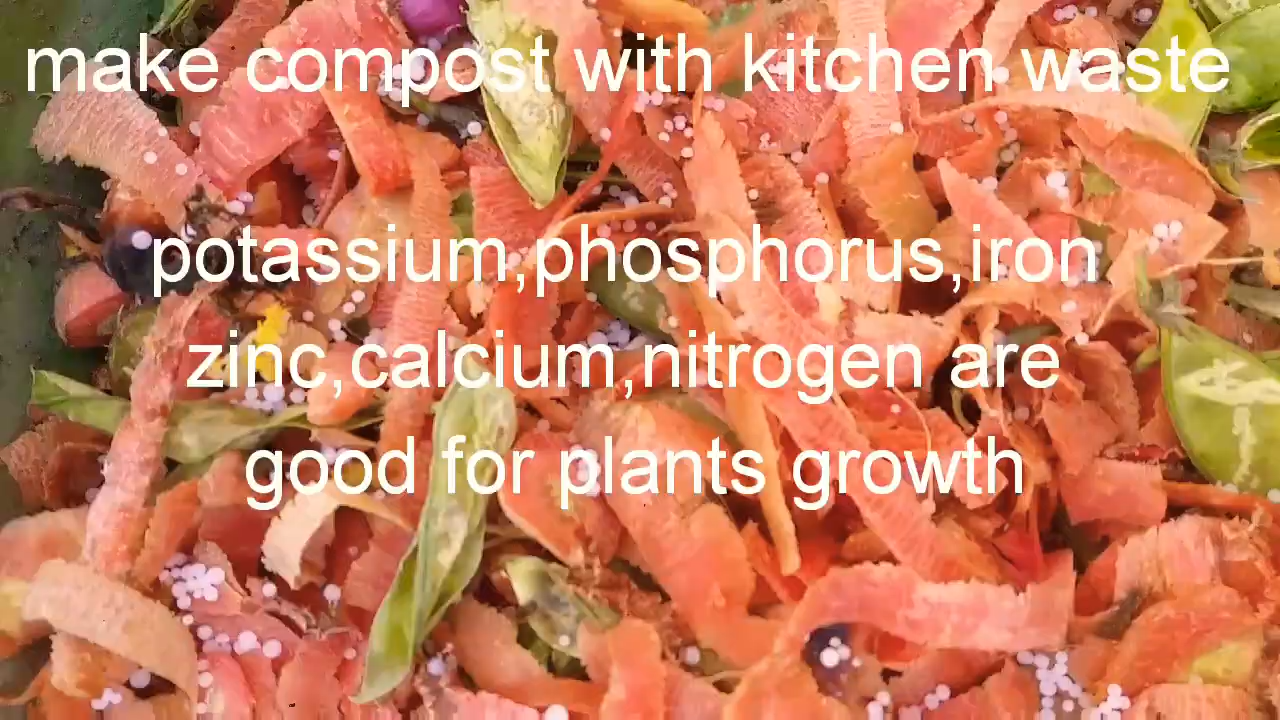 make compost with kitchen waste
potassium,phosphorus,iron
zinc,calcium,nitrogen are
good for plants growth